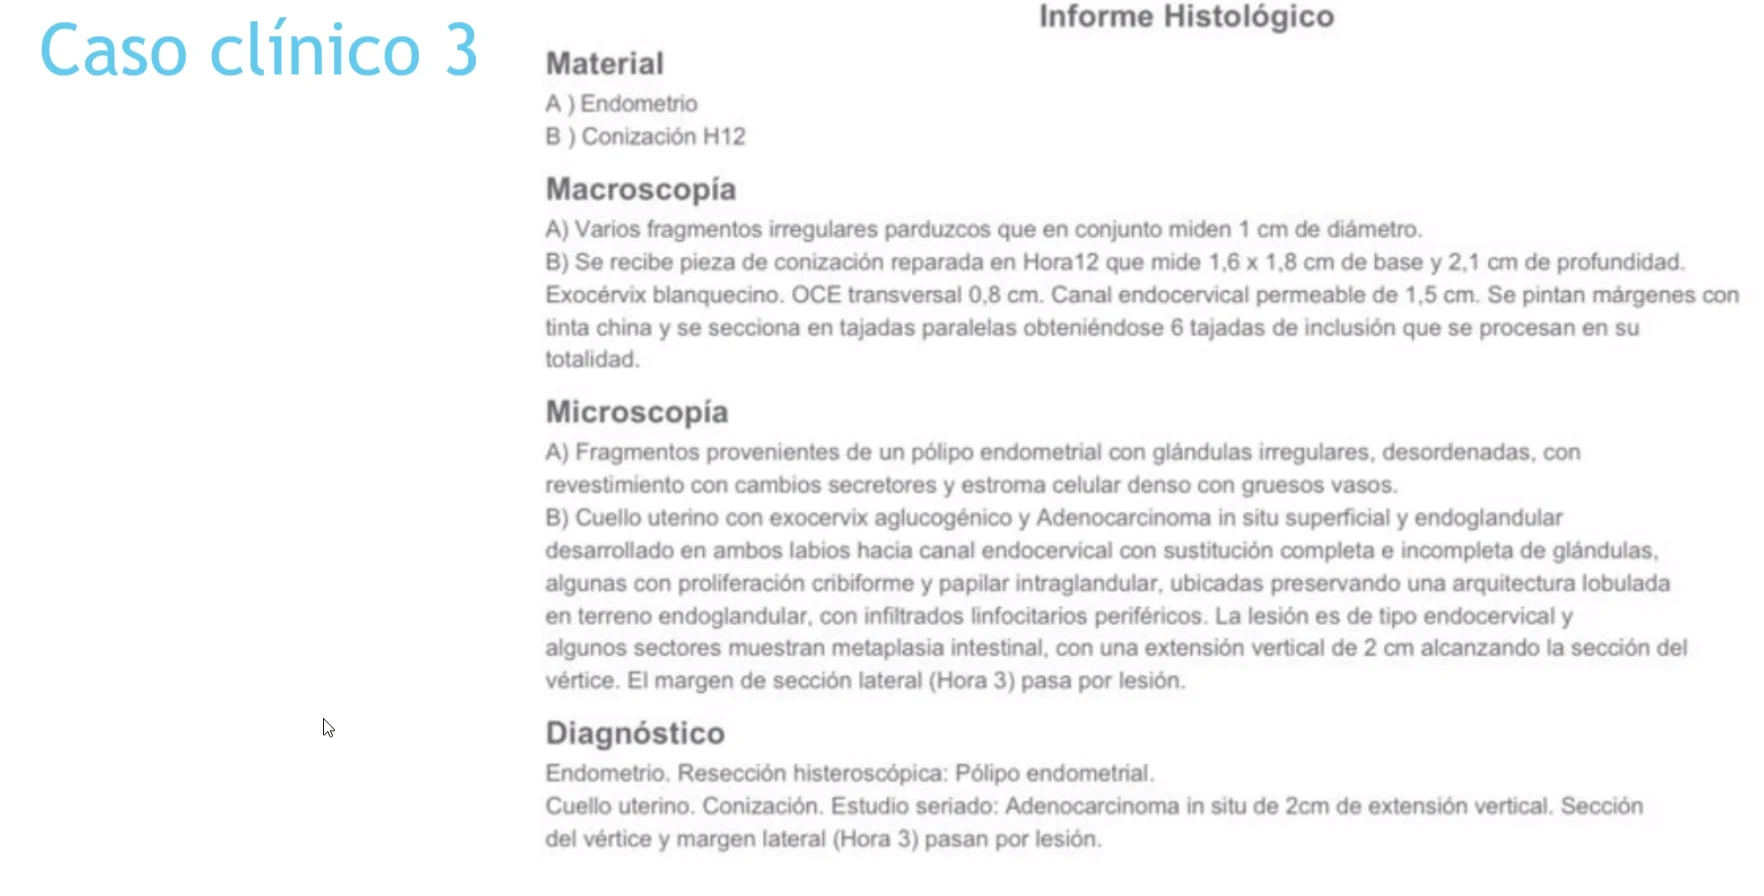 Caso clínico 3
Informe Histológico
Material
A ) Endometrio
B ) Conización H12
Macroscopía
A) Varios fragmentos irregulares parduzcos que en conjunto miden 1 cm de diámetro.
B) Se recibe pieza de conización reparada en Hora12 que mide 1,6 x 1,8 cm de base y 2,1 cm de profundidad.
Exocérvix blanquecino. OCE transversal 0,8 cm. Canal endocervical permeable de 1,5 cm. Se pintan márgenes con
tinta china y se secciona en tajadas paralelas obteniéndose 6 tajadas de inclusión que se procesan en su
totalidad.
Microscopía
A) Fragmentos provenientes de un pólipo endometrial con glándulas irregulares, desordenadas, con
revestimiento con cambios secretores y estroma celular denso con gruesos vasos.
B) Cuello uterino con exocervix aglucogénico y Adenocarcinoma in situ superficial y endoglandular
desarrollado en ambos labios hacia canal endocervical con sustitución completa e incompleta de glándulas,
algunas con proliferación cribiforme y papilar intraglandular, ubicadas preservando una arquitectura lobulada
en terreno endoglandular, con infiltrados linfocitarios periféricos. La lesión es de tipo endocervical y
algunos sectores muestran metaplasia intestinal, con una extensión vertical de 2 cm alcanzando la sección del
vértice. El margen de sección lateral (Hora 3) pasa por lesión.
Diagnóstico
Endometrio. Resección histeroscópica: Pólipo endometrial.
Cuello uterino. Conización. Estudio seriado: Adenocarcinoma in situ de 2cm de extensión vertical. Sección
del vértice y margen lateral (Hora 3) pasan por lesión.